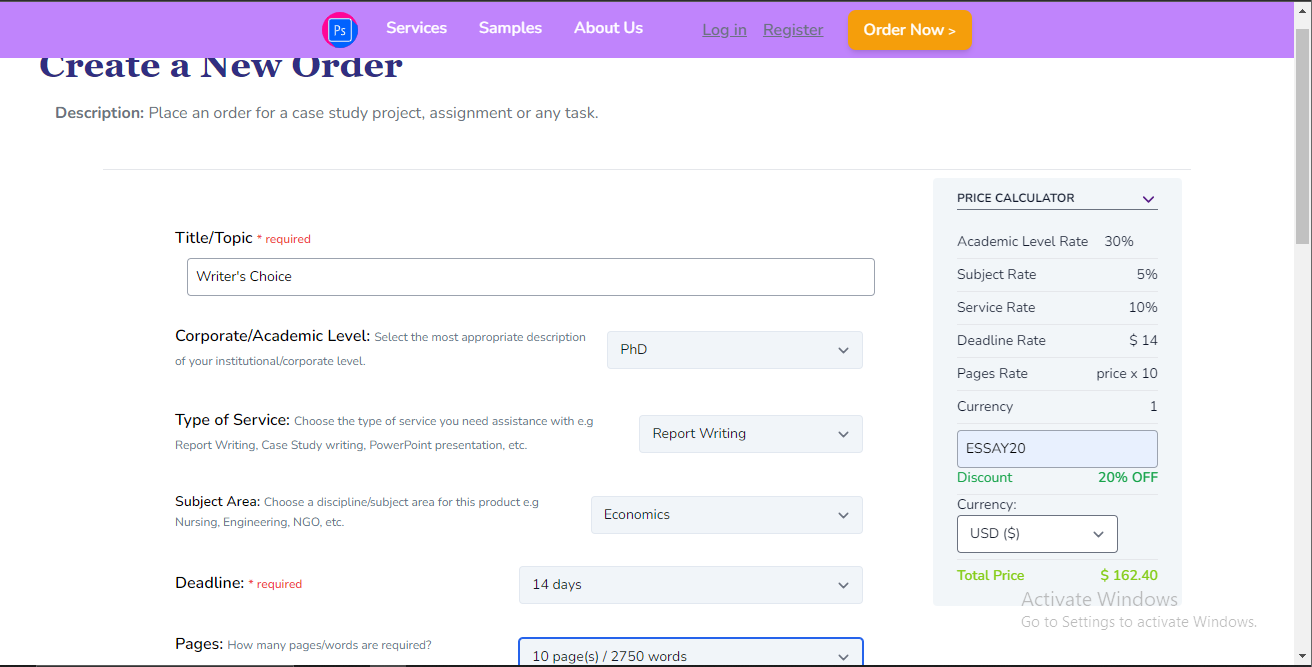 Ps
Services
Samples
About Us
Log in
Register
Order Now >
Create a New Order
Description: Place an order for a case study project, assignment or any task.
Title/Topic * required
Writer's Choice
Corporate/Academic Level: Select the most appropriate description
of your institutional/corporate level.
PhD
Type of Service: Choose the type of service you need assistance with e.g
Report Writing, Case Study writing, PowerPoint presentation, etc.
Report Writing
Subject Area: Choose a discipline/subject area for this product e.g
Nursing, Engineering, NGO, etc.
Economics
Deadline: * required
14 days
Pages: How many pages/words are required?
10 page(s) / 2750 words
PRICE CALCULATOR
Academic Level Rate 30%
Subject Rate 5%
Service Rate 10%
Deadline Rate $ 14
Pages Rate price x 10
Currency 1
ESSAY20
Discount 20% OFF
Currency:
USD ($)
Total Price $ 162.40
Activate Windows
Go to Settings to activate Windows.